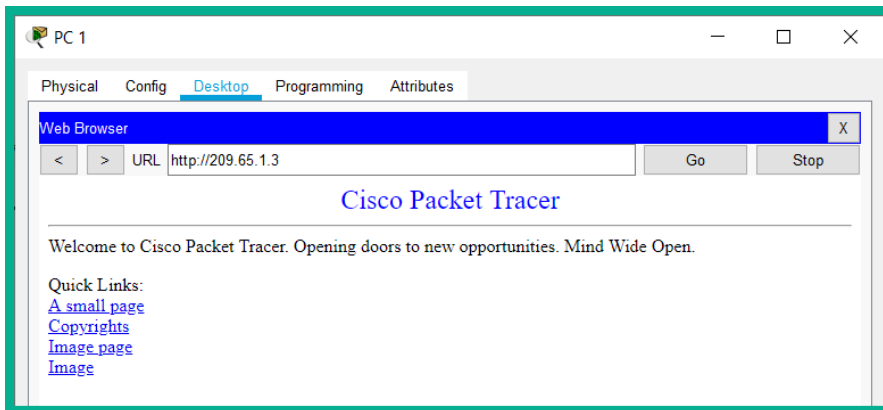 PC 1
Physical Config Desktop Programming Attributes
Web Browser X
< > URL http://209.65.1.3 Go Stop
Cisco Packet Tracer
Welcome to Cisco Packet Tracer. Opening doors to new opportunities. Mind Wide Open.
Quick Links:
A small page
Copyrights
Image page
Image